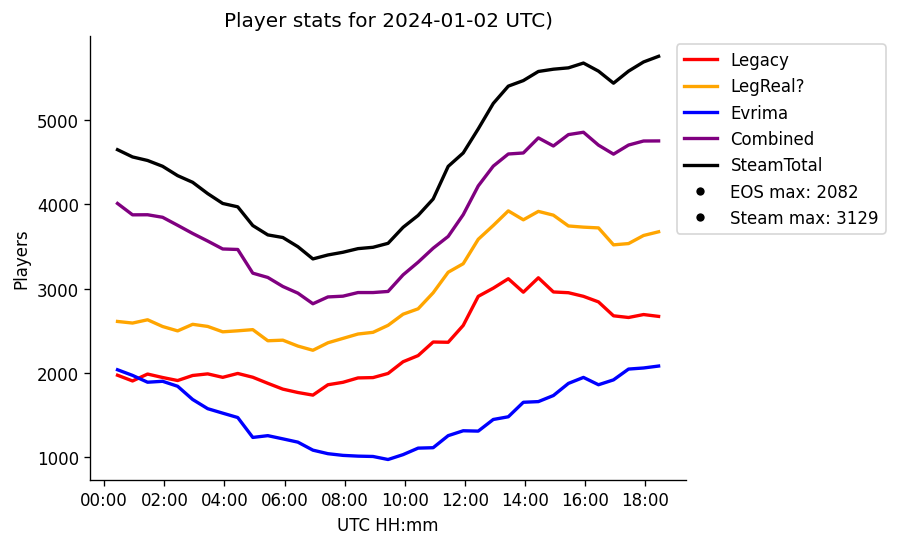 Player stats for 2024-01-02 UTC)
Legacy
LegReal?
Evrima
Combined
SteamTotal
EOS max: 2082
Steam max: 3129
Players
5000
4000
3000
2000
1000
00:00 02:00 04:00 06:00 08:00 10:00 12:00 14:00 16:00 18:00
UTC HH:mm